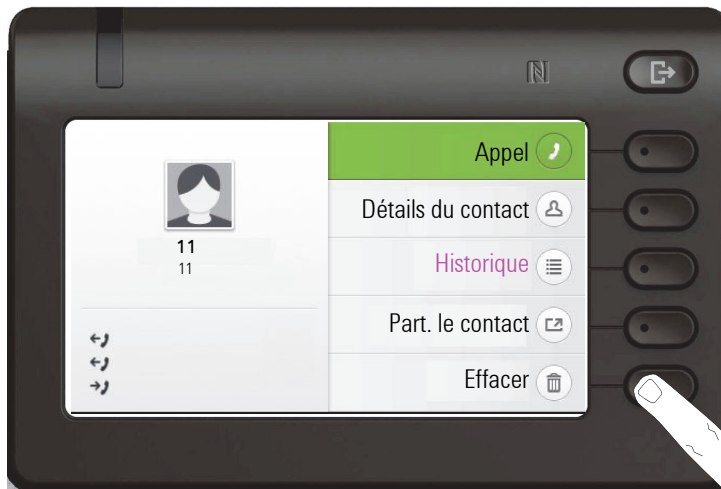 Appel
Détails du contact
11
11
Historique
Part. le contact
Effacer